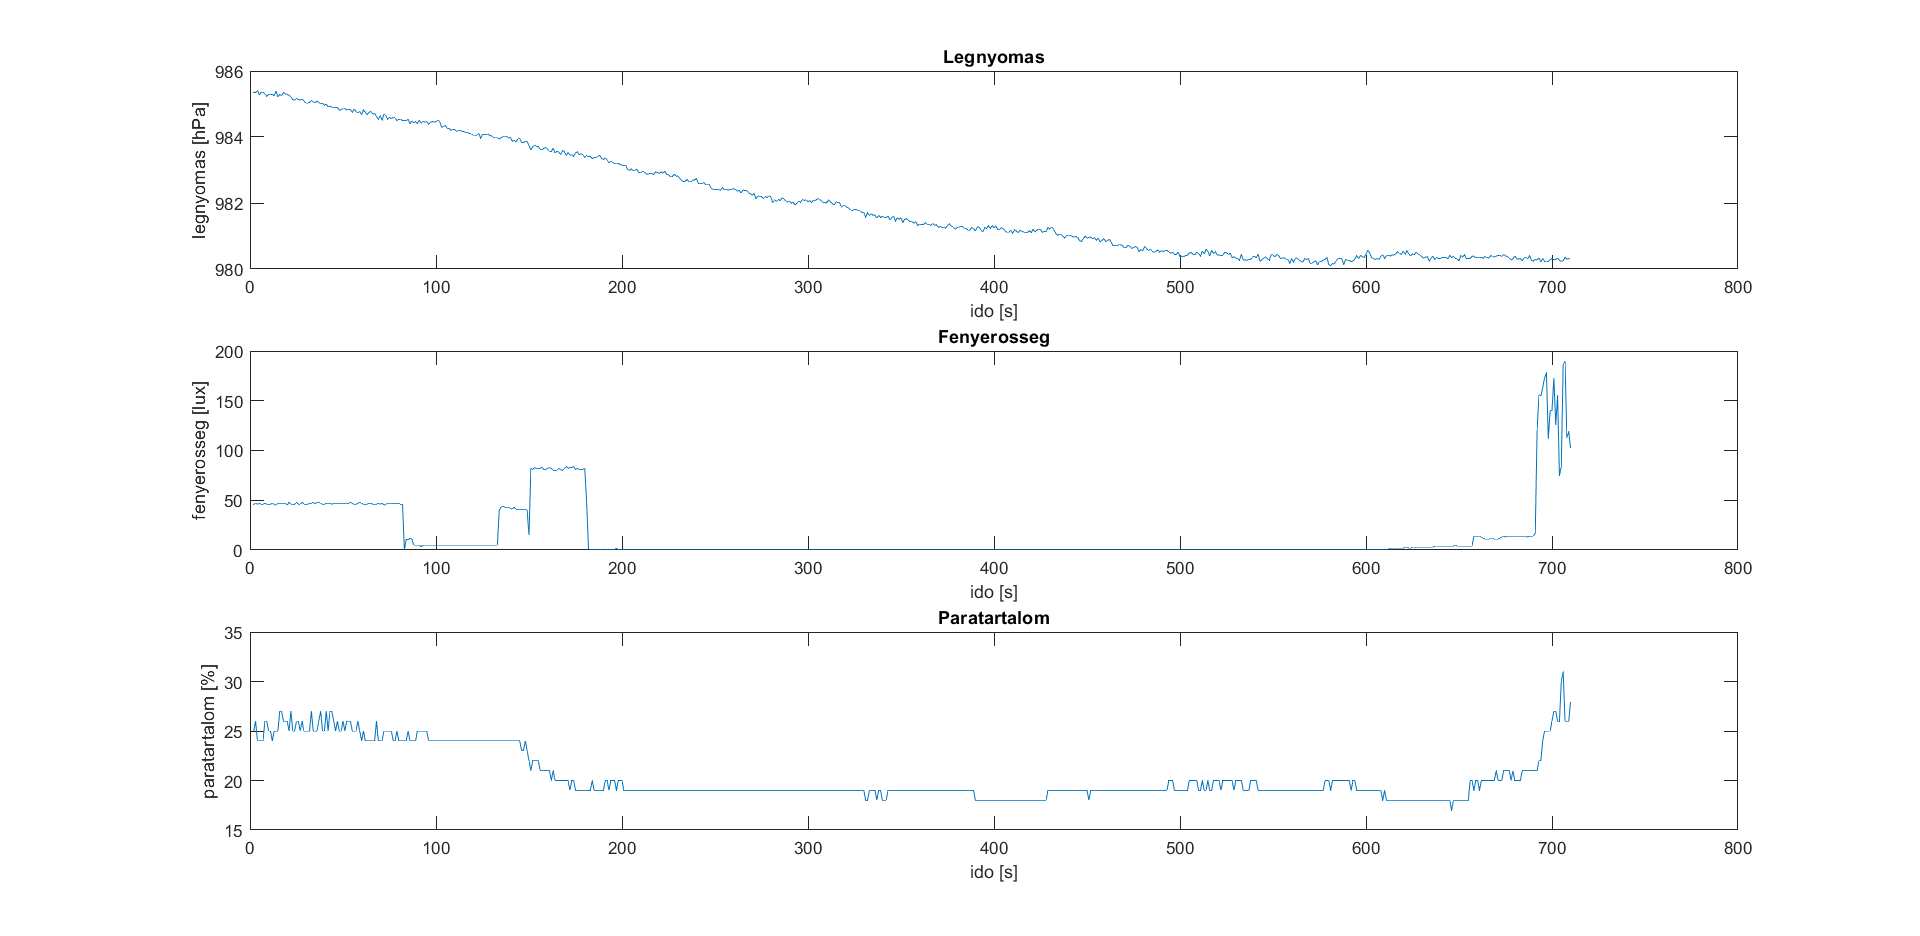 Legnyomas
legnyomas [hPa]
986
984
982
980
0 100 200 300 400 500 600 700 800
ido [s]
Fenyerosseg
fenyerosseg [lux]
200
150
100
50
0
0 100 200 300 400 500 600 700 800
ido [s]
Paratartalom
paratartalom [%]
35
30
25
20
15
0 100 200 300 400 500 600 700 800
ido [s]